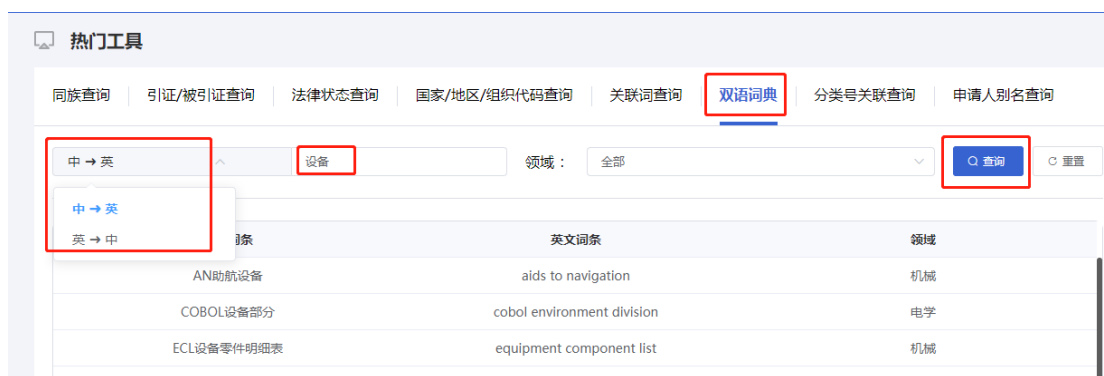 热门工具
同族查询 引证/被引证查询 法律状态查询 国家/地区/组织代码查询 关联词查询 双语词典 分类号关联查询 申请人别名查询
中 → 英 设备 领域： 全部 查询 重置
中 → 英
英 → 中
词条 英文词条 领域
AN助航设备 aids to navigation 机械
COBOL设备部分 cobol environment division 电学
ECL设备零件明细表 equipment component list 机械